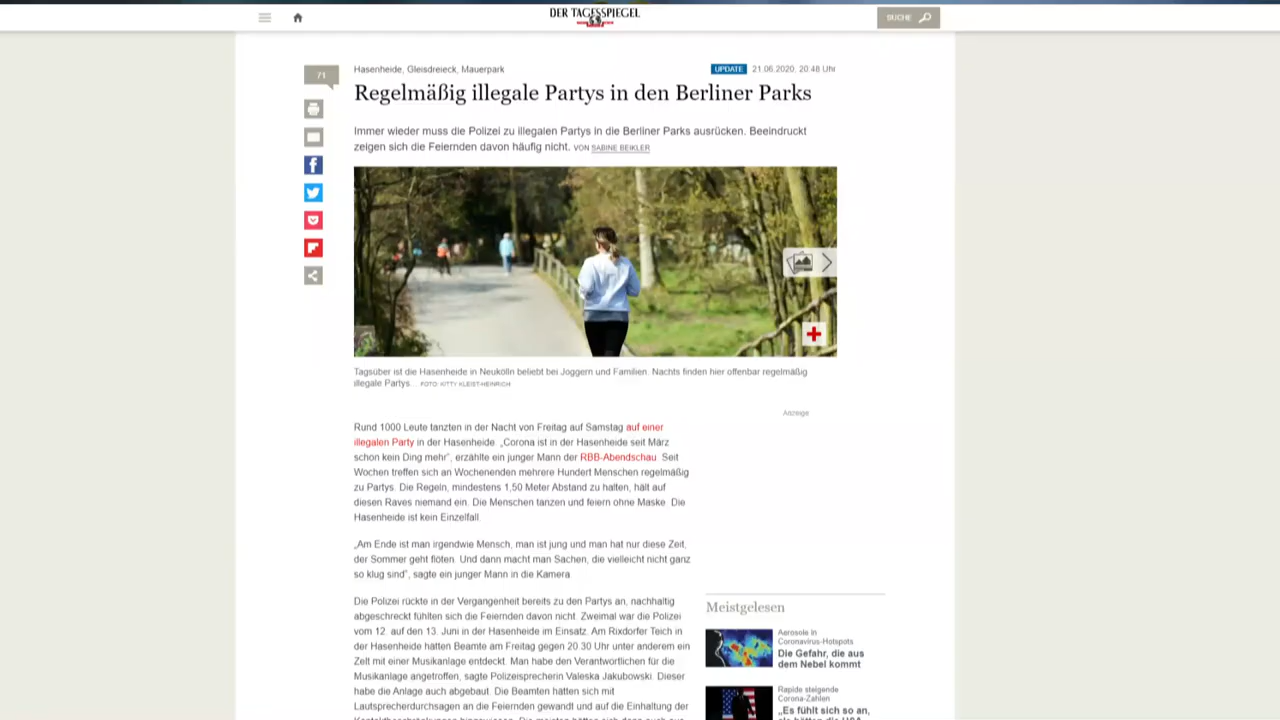 DER TAGESSPIEGEL
SUCHE
71
Hasenheide, Gleisdreieck, Mauerpark
UPDATE 21.06.2020, 20:48 Uhr
Regelmäßig illegale Partys in den Berliner Parks
Immer wieder muss die Polizei zu illegalen Partys in die Berliner Parks ausrücken. Beeindruckt
zeigen sich die Feiernden davon häufig nicht. VON SABINE BEIKLER
Tagsüber ist die Hasenheide in Neukölln beliebt bei Joggern und Familien. Nachts finden hier offenbar regelmäßig
illegale Partys... FOTO: KITTY KLEIST-HEINRICH
Anzeige
Rund 1000 Leute tanzten in der Nacht von Freitag auf Samstag auf einer
illegalen Party in der Hasenheide. „Corona ist in der Hasenheide seit März
schon kein Ding mehr“, erzählte ein junger Mann der RBB-Abendschau. Seit
Wochen treffen sich an Wochenenden mehrere Hundert Menschen regelmäßig
zu Partys. Die Regeln, mindestens 1,50 Meter Abstand zu halten, hält auf
diesen Raves niemand ein. Die Menschen tanzen und feiern ohne Maske. Die
Hasenheide ist kein Einzelfall.
„Am Ende ist man irgendwie Mensch, man ist jung und man hat nur diese Zeit,
der Sommer geht flöten. Und dann macht man Sachen, die vielleicht nicht ganz
so klug sind“, sagte ein junger Mann in die Kamera.
Die Polizei rückte in der Vergangenheit bereits zu den Partys an, nachhaltig
abgeschreckt fühlten sich die Feiernden davon nicht. Zweimal war die Polizei
vom 12. auf den 13. Juni in der Hasenheide im Einsatz. Am Rixdorfer Teich in
der Hasenheide hätten Beamte am Freitag gegen 20.30 Uhr unter anderem ein
Zelt mit einer Musikanlage entdeckt. Man habe den Verantwortlichen für die
Musikanlage angetroffen, sagte Polizeisprecherin Valeska Jakubowski. Dieser
habe die Anlage auch abgebaut. Die Beamten hätten sich mit
Lautsprecherdurchsagen an die Feiernden gewandt und auf die Einhaltung der
Meistgelesen
Aerosole in
Coronavirus-Hotspots
Die Gefahr, die aus
dem Nebel kommt
Rapide steigende
Corona-Zahlen
„Es fühlt sich so an,